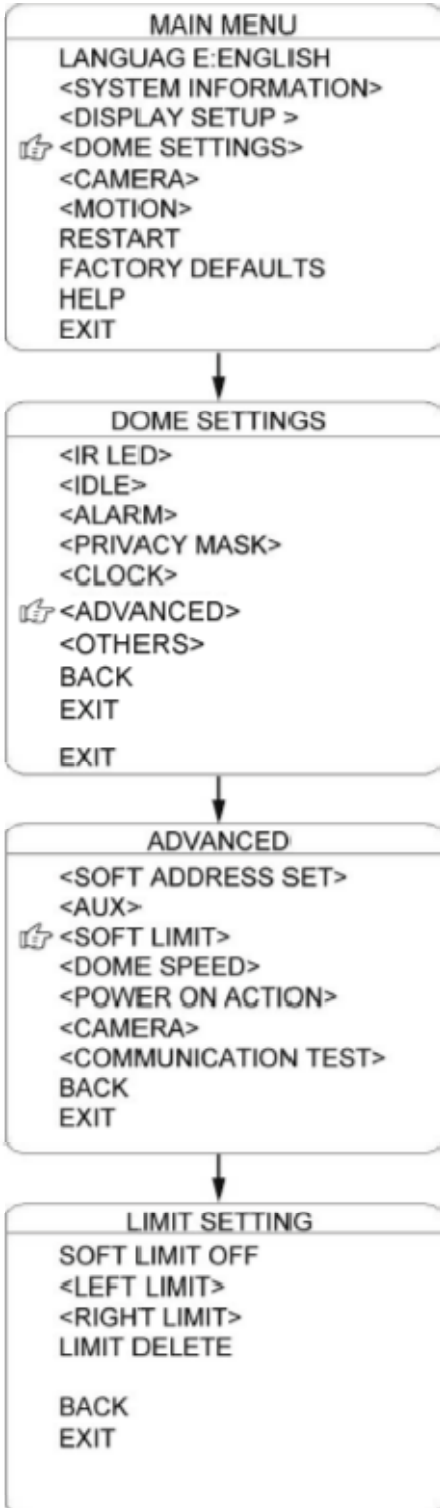 MAIN MENU
LANGUAG E:ENGLISH
<SYSTEM INFORMATION>
<DISPLAY SETUP >
<DOME SETTINGS>
<CAMERA>
<MOTION>
RESTART
FACTORY DEFAULTS
HELP
EXIT
DOME SETTINGS
<IR LED>
<IDLE>
<ALARM>
<PRIVACY MASK>
<CLOCK>
<ADVANCED>
<OTHERS>
BACK
EXIT
EXIT
ADVANCED
<SOFT ADDRESS SET>
<AUX>
<SOFT LIMIT>
<DOME SPEED>
<POWER ON ACTION>
<CAMERA>
<COMMUNICATION TEST>
BACK
EXIT
LIMIT SETTING
SOFT LIMIT OFF
<LEFT LIMIT>
<RIGHT LIMIT>
LIMIT DELETE
BACK
EXIT